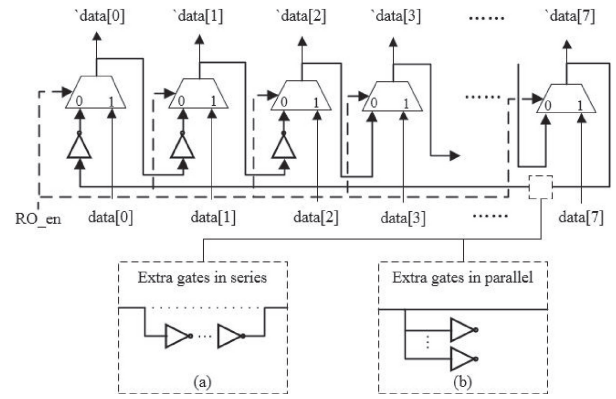 `data[0] `data[1] `data[2] `data[3] ...... `data[7]
0 1 0 1 0 1 0 1 ...... 0 1
RO_en data[0] data[1] data[2] data[3] ...... data[7]
Extra gates in series Extra gates in parallel
(a) (b)